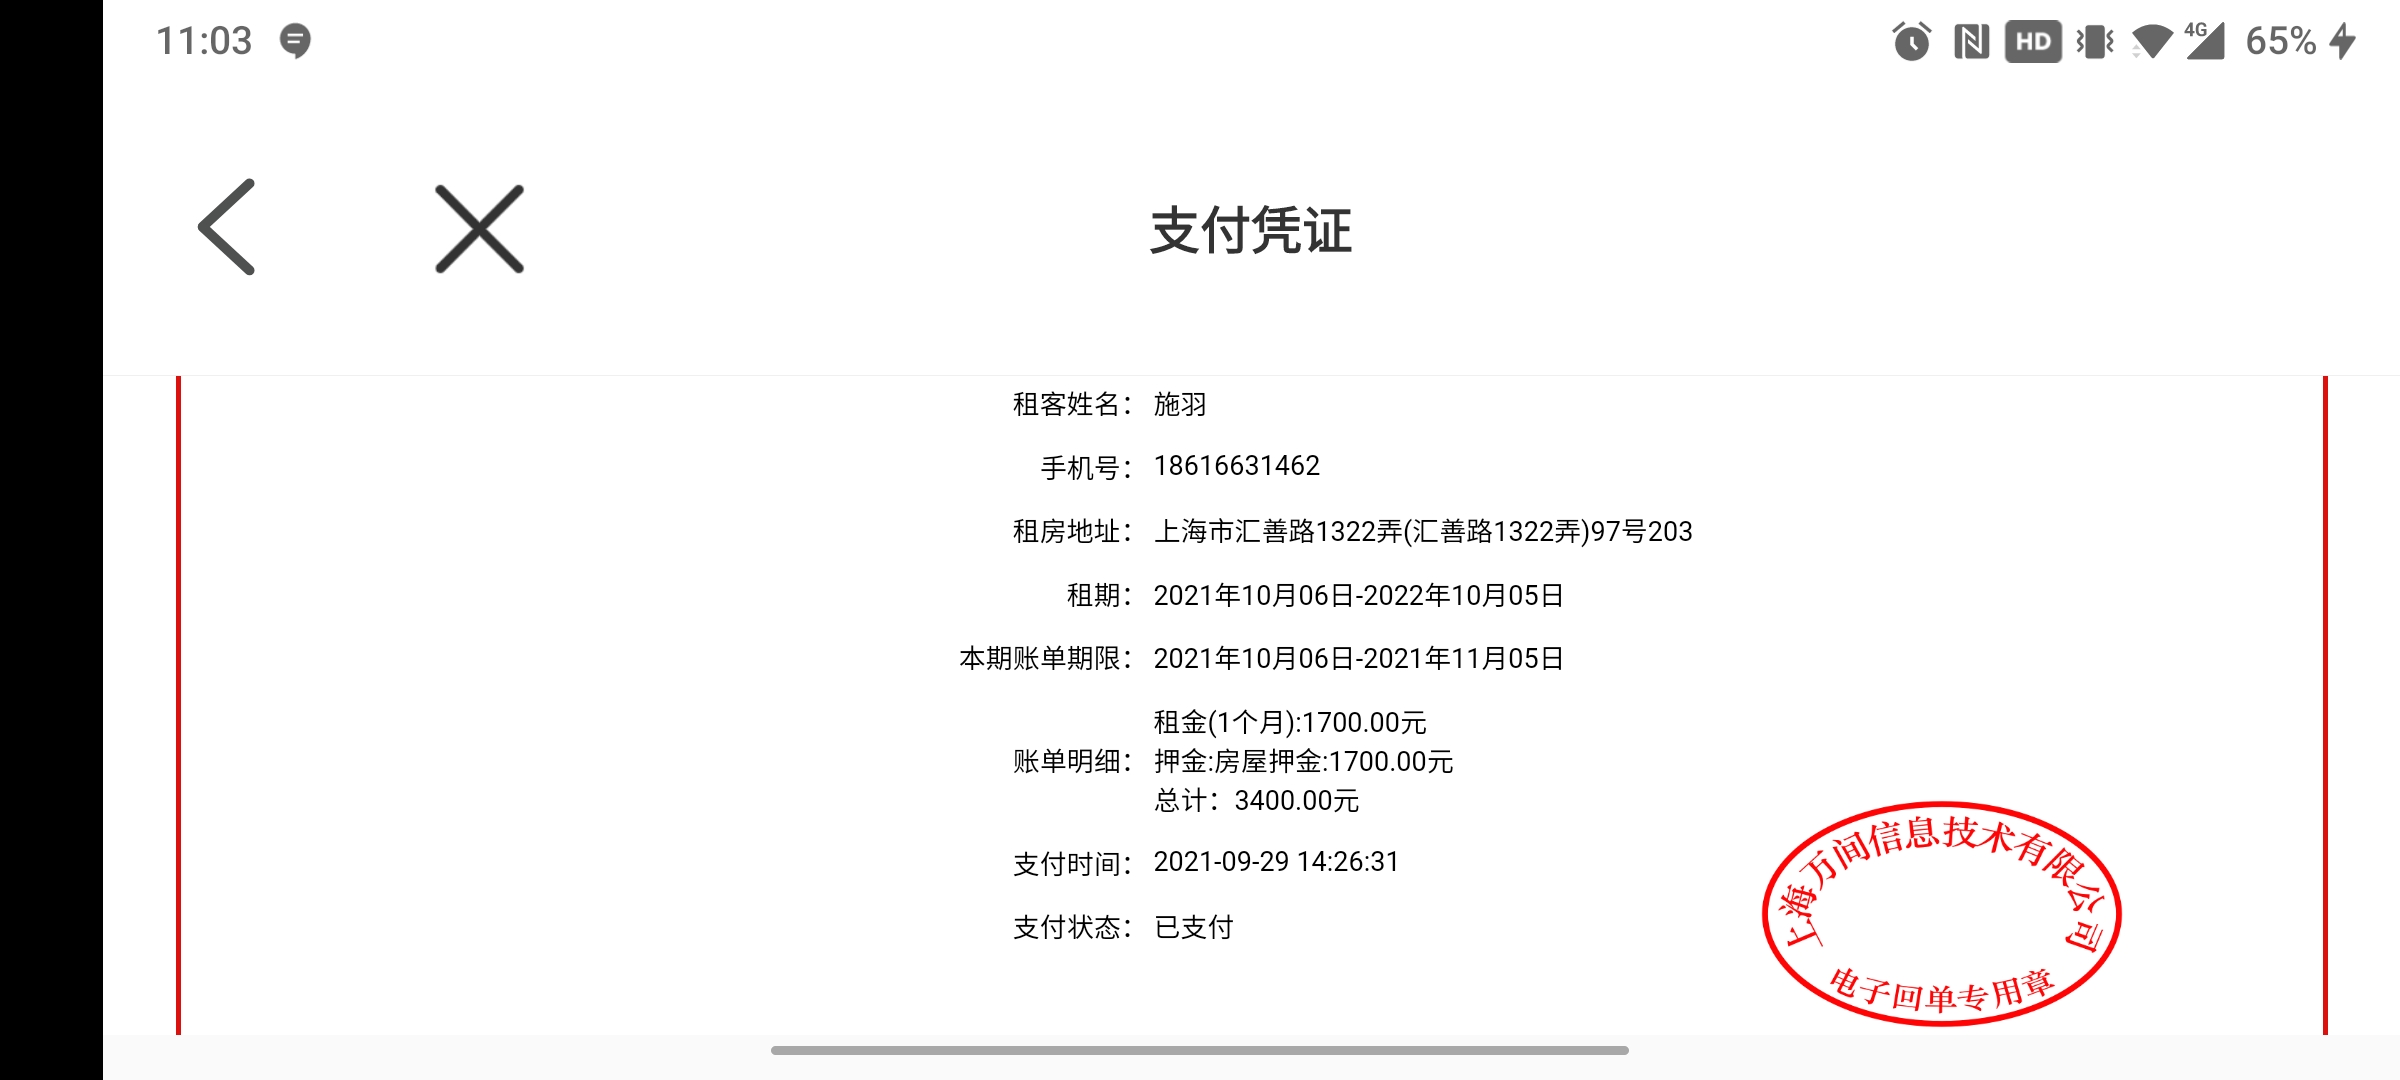 11:03
HD
4G
65%
支付凭证
租客姓名： 施羽
手机号： 18616631462
租房地址： 上海市汇善路1322弄(汇善路1322弄)97号203
租期： 2021年10月06日-2022年10月05日
本期账单期限： 2021年10月06日-2021年11月05日
账单明细： 租金(1个月):1700.00元
押金:房屋押金:1700.00元
总计：3400.00元
支付时间： 2021-09-29 14:26:31
支付状态： 已支付
上海万间信息技术有限公司
电子回单专用章